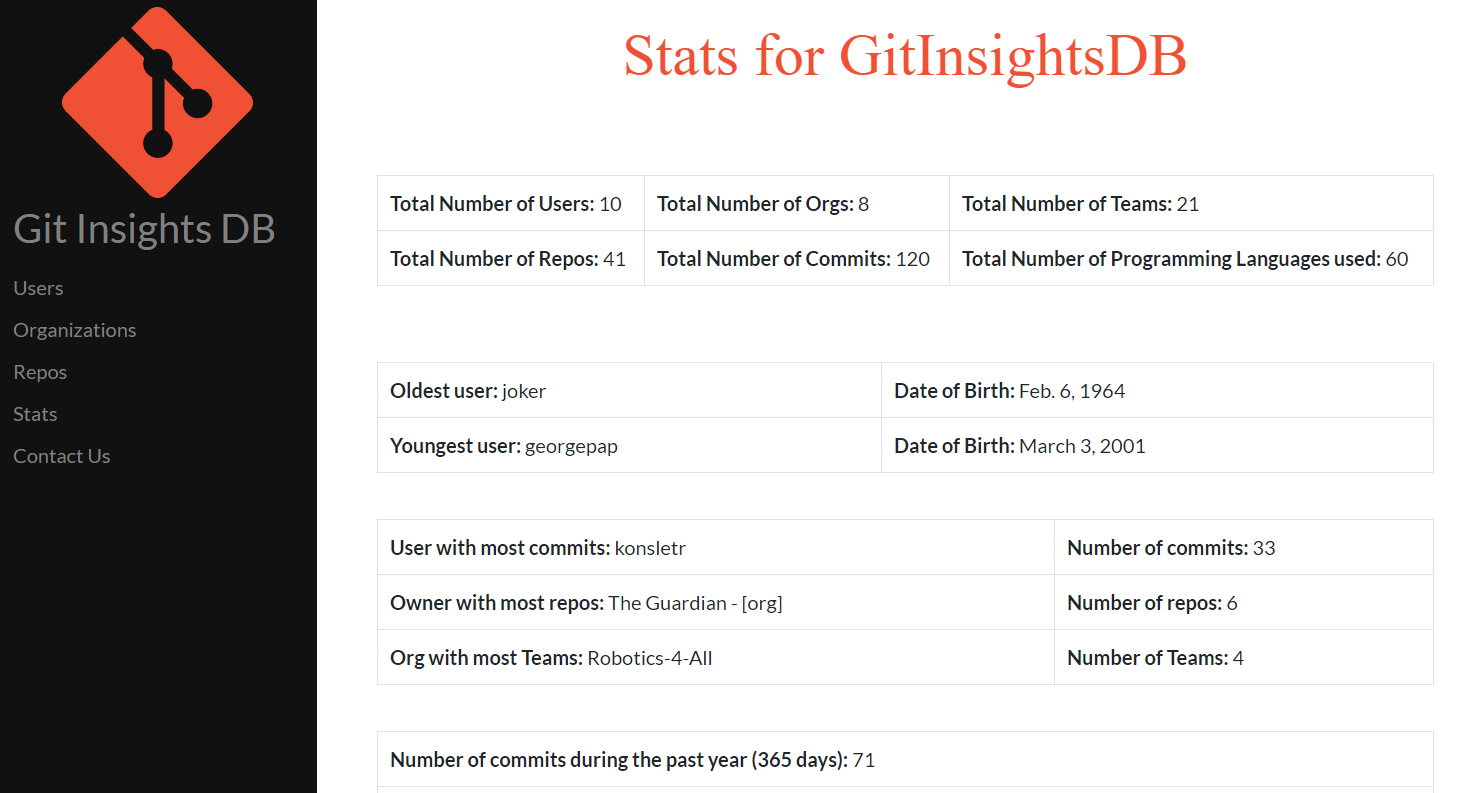 Git Insights DB
Users
Organizations
Repos
Stats
Contact Us
Stats for GitInsightsDB
Total Number of Users: 10 Total Number of Orgs: 8 Total Number of Teams: 21
Total Number of Repos: 41 Total Number of Commits: 120 Total Number of Programming Languages used: 60
Oldest user: joker Date of Birth: Feb. 6, 1964
Youngest user: georgepap Date of Birth: March 3, 2001
User with most commits: konsletr Number of commits: 33
Owner with most repos: The Guardian - [org] Number of repos: 6
Org with most Teams: Robotics-4-All Number of Teams: 4
Number of commits during the past year (365 days): 71